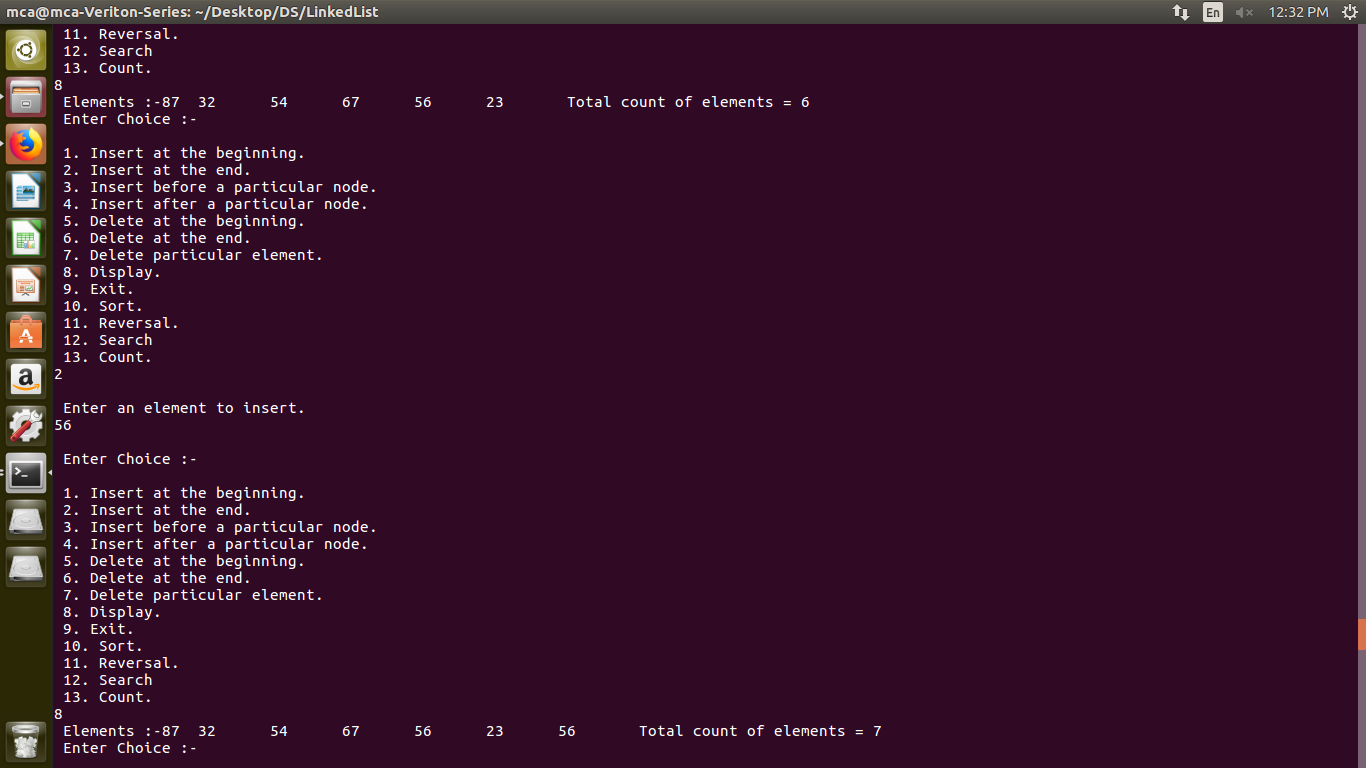 mca@mca-Veriton-Series: ~/Desktop/DS/LinkedList
En
12:32 PM
11. Reversal.
12. Search
13. Count.
8
Elements :-87 32 54 67 56 23 Total count of elements = 6
Enter Choice :-
1. Insert at the beginning.
2. Insert at the end.
3. Insert before a particular node.
4. Insert after a particular node.
5. Delete at the beginning.
6. Delete at the end.
7. Delete particular element.
8. Display.
9. Exit.
10. Sort.
11. Reversal.
12. Search
13. Count.
2
Enter an element to insert.
56
Enter Choice :-
1. Insert at the beginning.
2. Insert at the end.
3. Insert before a particular node.
4. Insert after a particular node.
5. Delete at the beginning.
6. Delete at the end.
7. Delete particular element.
8. Display.
9. Exit.
10. Sort.
11. Reversal.
12. Search
13. Count.
8
Elements :-87 32 54 67 56 23 56 Total count of elements = 7
Enter Choice :-